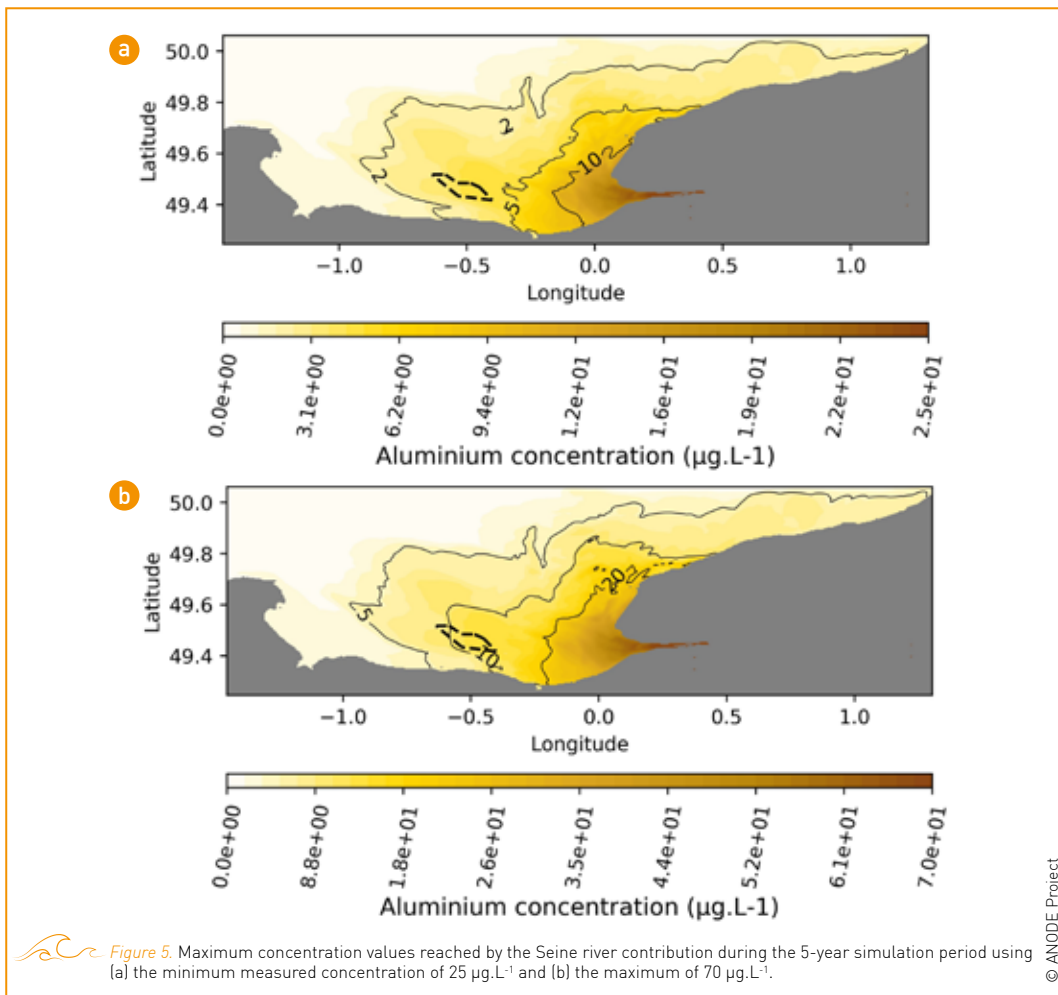 a
50.0
49.8
49.6
49.4
Latitude
2
2
5
10
−1.0 −0.5 0.0 0.5 1.0
Longitude
0.0e+00 3.1e+00 6.2e+00 9.4e+00 1.2e+01 1.6e+01 1.9e+01 2.2e+01 2.5e+01
Aluminium concentration (µg.L-1)
b
50.0
49.8
49.6
49.4
Latitude
5
10
20
−1.0 −0.5 0.0 0.5 1.0
Longitude
0.0e+00 8.8e+00 1.8e+01 2.6e+01 3.5e+01 4.4e+01 5.4e+01 6.1e+01 7.0e+01
Aluminium concentration (µg.L-1)
Figure 5. Maximum concentration values reached by the Seine river contribution during the 5-year simulation period using
(a) the minimum measured concentration of 25 µg.L⁻¹ and (b) the maximum of 70 µg.L⁻¹.
© ANODE Project